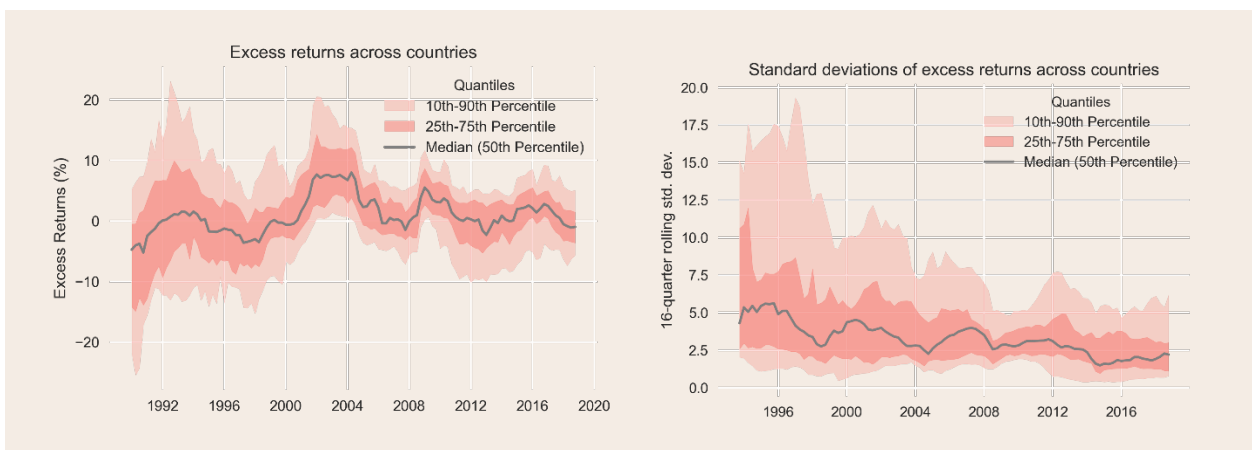 Excess returns across countries
Quantiles
10th-90th Percentile
25th-75th Percentile
Median (50th Percentile)
Excess Returns (%)
20
10
0
−10
−20
1992
1996
2000
2004
2008
2012
2016
2020
Standard deviations of excess returns across countries
Quantiles
10th-90th Percentile
25th-75th Percentile
Median (50th Percentile)
16-quarter rolling std. dev.
20.0
17.5
15.0
12.5
10.0
7.5
5.0
2.5
0.0
1996
2000
2004
2008
2012
2016